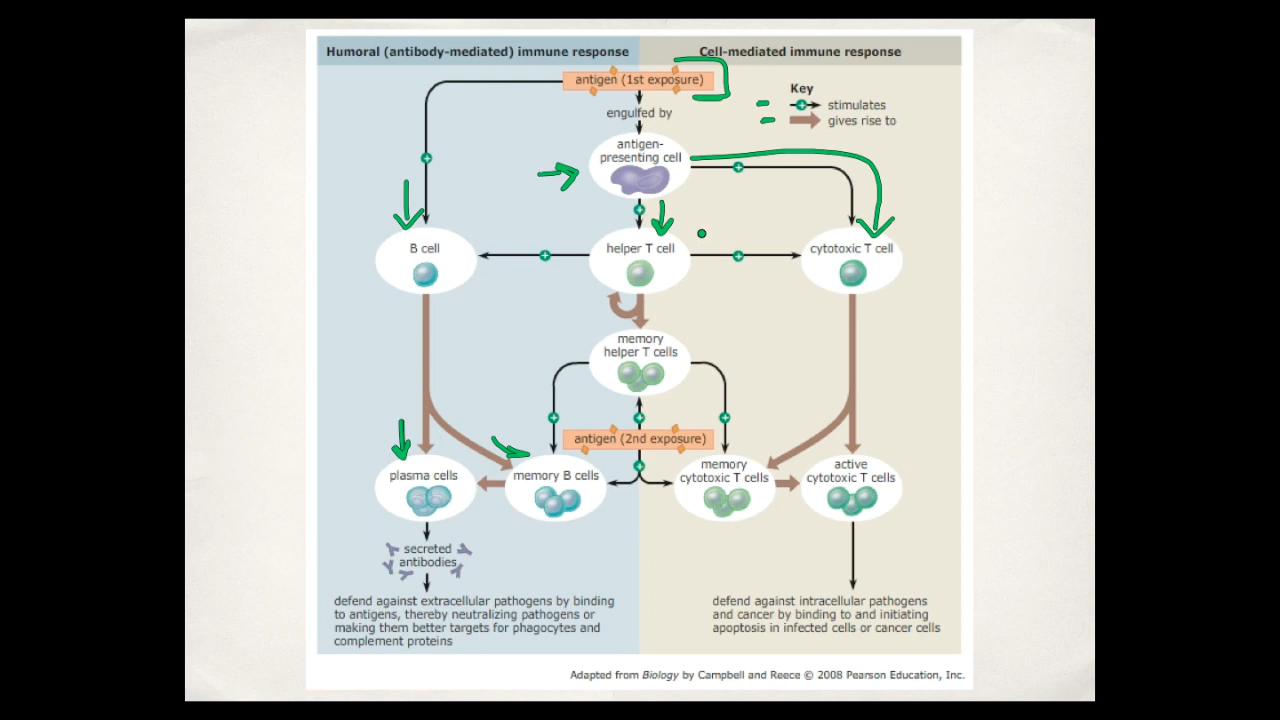 Humoral (antibody-mediated) immune response
Cell-mediated immune response
antigen (1st exposure)
Key
stimulates
gives rise to
engulfed by
antigen-
presenting cell
B cell
helper T cell
cytotoxic T cell
memory
helper T cells
antigen (2nd exposure)
plasma cells
memory B cells
memory
cytotoxic T cells
active
cytotoxic T cells
secreted
antibodies
defend against extracellular pathogens by binding
to antigens, thereby neutralizing pathogens or
making them better targets for phagocytes and
complement proteins
defend against intracellular pathogens
and cancer by binding to and initiating
apoptosis in infected cells or cancer cells
Adapted from Biology by Campbell and Reece © 2008 Pearson Education, Inc.